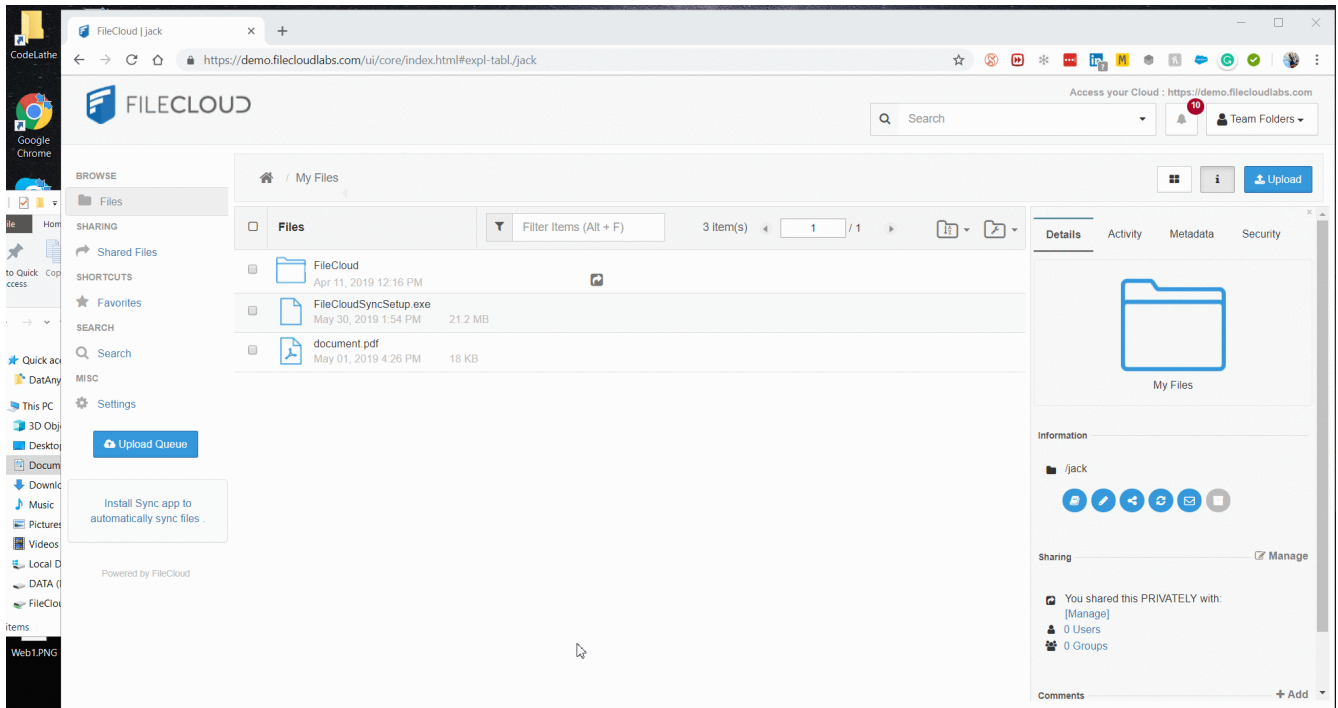 CodeLathe
Google
Chrome
Web1.PNG
Hom
to Quick Cop
ccess
Quick acc
DatAny
This PC
3D Obj
Desktop
Docum
Downlo
Music
Pictures
Videos
Local D
DATA (
FileClou
items
FileCloud | jack
https://demo.filecloudlabs.com/ui/core/index.html#expl-tabl./jack
FILECLOUD
Access your Cloud : https://demo.filecloudlabs.com
Search
10
Team Folders
BROWSE
Files
SHARING
Shared Files
SHORTCUTS
Favorites
SEARCH
Search
MISC
Settings
Upload Queue
Install Sync app to
automatically sync files .
Powered by FileCloud
/ My Files
i
Upload
Files
Filter Items (Alt + F)
3 item(s)
1
/ 1
FileCloud
Apr 11, 2019 12:16 PM
FileCloudSyncSetup.exe
May 30, 2019 1:54 PM 21.2 MB
document.pdf
May 01, 2019 4:26 PM 18 KB
Details Activity Metadata Security
My Files
Information
/jack
Sharing
Manage
You shared this PRIVATELY with:
[Manage]
0 Users
0 Groups
Comments
+ Add